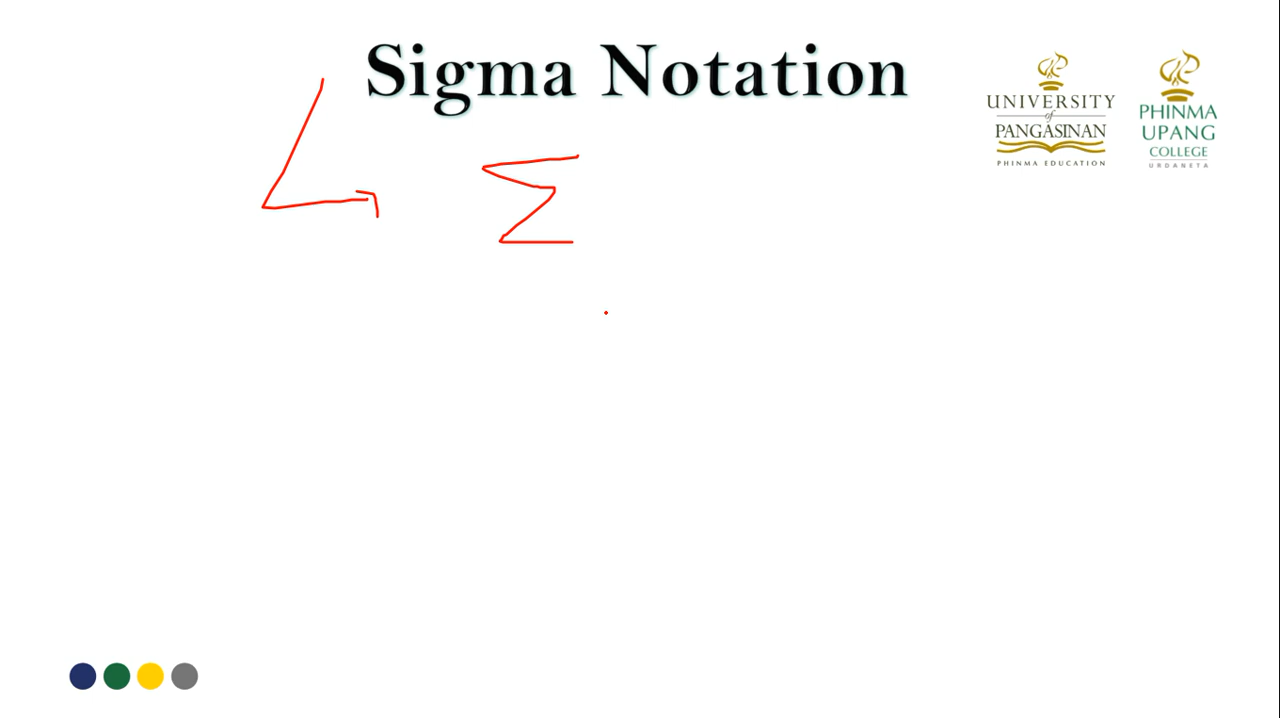 Sigma Notation
UNIVERSITY
of
PANGASINAN
PHINMA EDUCATION
PHINMA
UPANG
COLLEGE
URDANETA
Σ